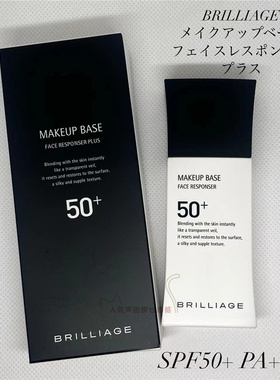 BRILLIAGE
メイクアップベー
フェイスレスポン
プラス
MAKEUP BASE
FACE RESPONSER PLUS
50+
Blending with the skin instantly
like a transparent veil,
it resets and restores to the surface,
a silky and supple texture.
BRILLIAGE
MAKEUP BASE
FACE RESPONSER
50+
Blending with the skin instantly
like a transparent veil,
it resets and restores to the surface,
a silky and supple texture.
BRILLIAGE
SPF50+ PA+